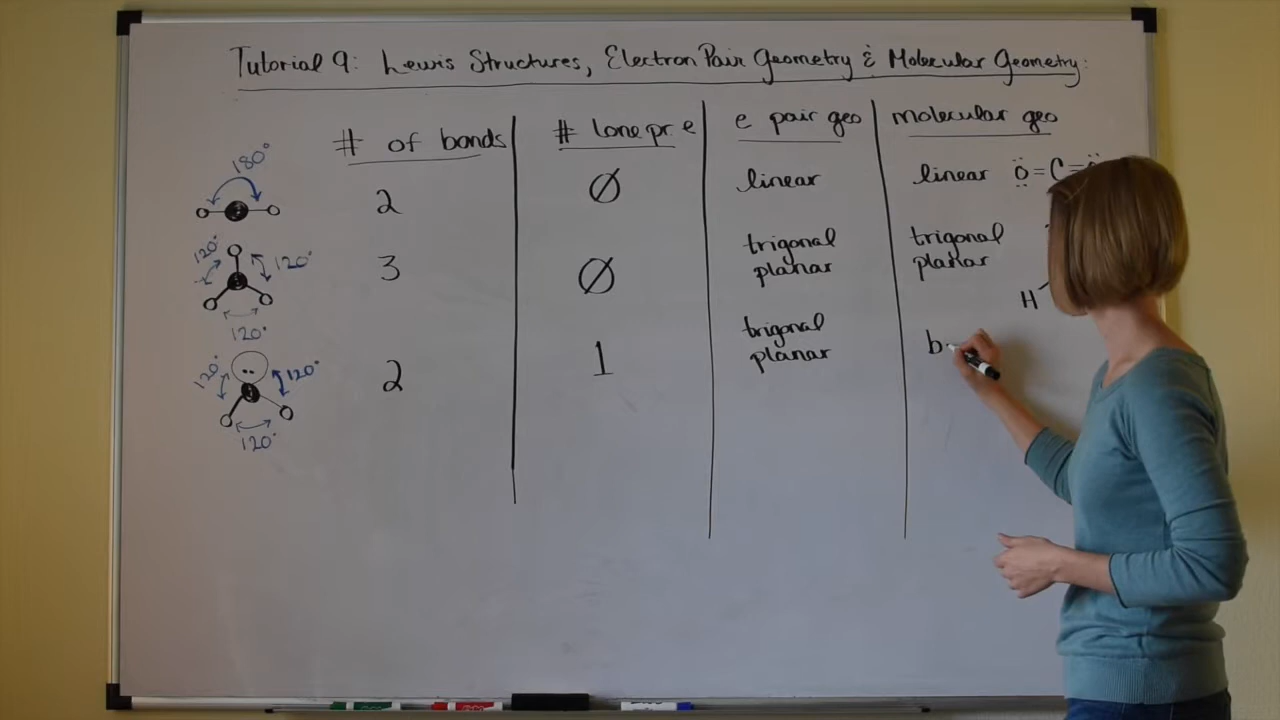 Tutorial 9: Lewis Structures, Electron Pair Geometry & Molecular Geometry:
# of bonds # lone pr e e pair geo molecular geo
180°
2 Ø linear linear O=C=
120° 120° 120°
3 Ø trigonal planar trigonal planar H
120° 120° 120°
2 1 trigonal planar b